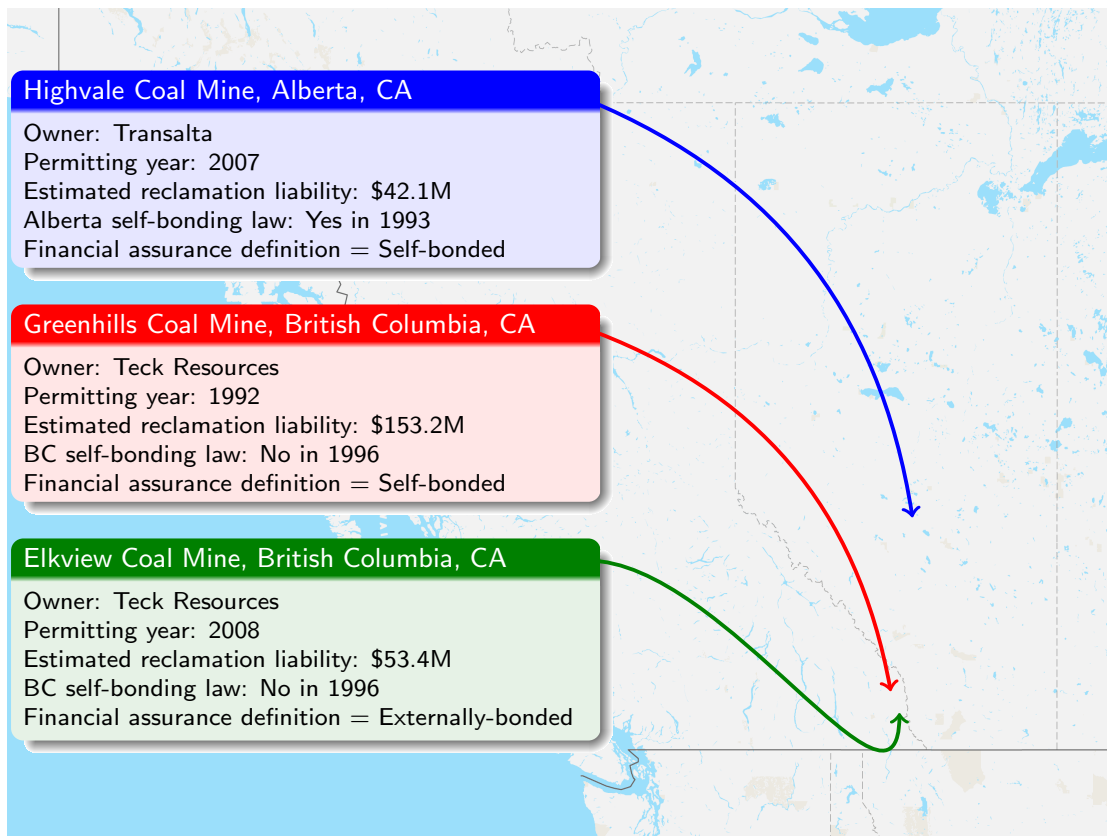 Highvale Coal Mine, Alberta, CA
Owner: Transalta
Permitting year: 2007
Estimated reclamation liability: $42.1M
Alberta self-bonding law: Yes in 1993
Financial assurance definition = Self-bonded
Greenhills Coal Mine, British Columbia, CA
Owner: Teck Resources
Permitting year: 1992
Estimated reclamation liability: $153.2M
BC self-bonding law: No in 1996
Financial assurance definition = Self-bonded
Elkview Coal Mine, British Columbia, CA
Owner: Teck Resources
Permitting year: 2008
Estimated reclamation liability: $53.4M
BC self-bonding law: No in 1996
Financial assurance definition = Externally-bonded